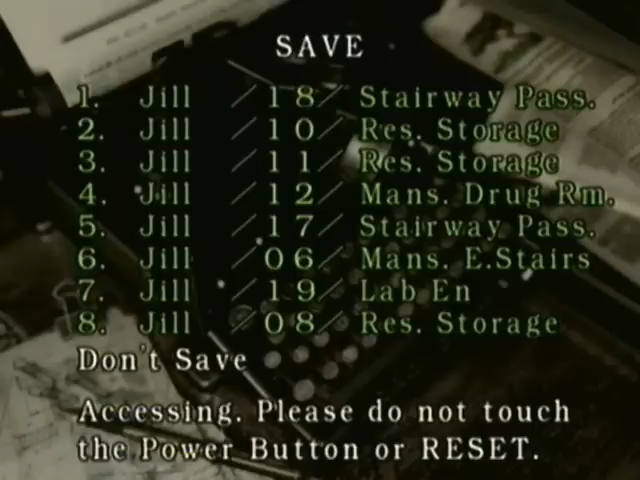 SAVE
1. Jill /18/ Stairway Pass.
2. Jill /10/ Res. Storage
3. Jill /11/ Res. Storage
4. Jill /12/ Mans. Drug Rm.
5. Jill /17/ Stairway Pass.
6. Jill /06/ Mans. E.Stairs
7. Jill /19/ Lab En
8. Jill /08/ Res. Storage
Don't Save
Accessing. Please do not touch
the Power Button or RESET.